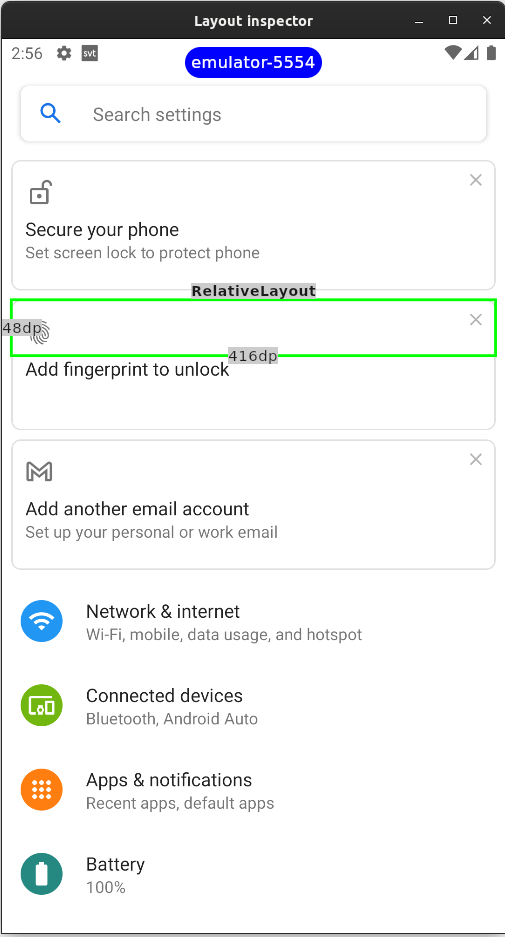 Layout inspector
2:56
svt
emulator-5554
Search settings
Secure your phone
Set screen lock to protect phone
RelativeLayout
48dp
416dp
Add fingerprint to unlock
Add another email account
Set up your personal or work email
Network & internet
Wi-Fi, mobile, data usage, and hotspot
Connected devices
Bluetooth, Android Auto
Apps & notifications
Recent apps, default apps
Battery
100%